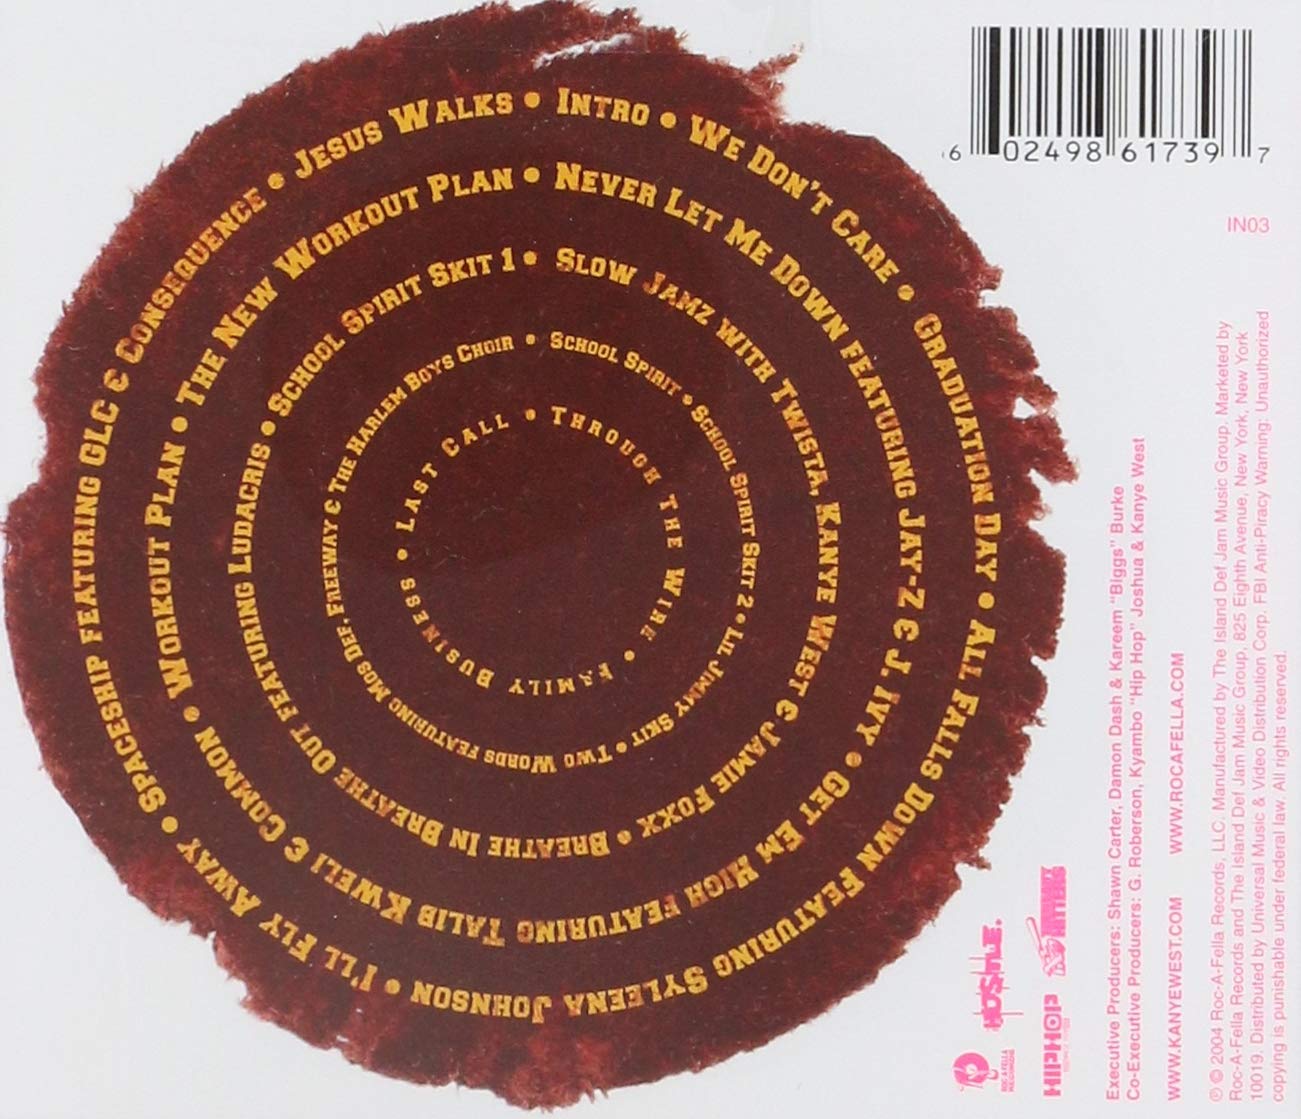 INTRO • WE DON'T CARE • GRADUATION DAY • ALL FALLS DOWN FEATURING SYLEENA JOHNSON • I'LL FLY AWAY • SPACESHIP FEATURING GLC & CONSEQUENCE • JESUS WALKS •
NEVER LET ME DOWN FEATURING JAY-Z & J. IVY • GET EM HIGH FEATURING TALIB KWELI & COMMON • WORKOUT PLAN • THE NEW WORKOUT PLAN •
SLOW JAMZ WITH TWISTA, KANYE WEST & JAMIE FOXX • BREATHE IN BREATHE OUT FEATURING LUDACRIS • SCHOOL SPIRIT SKIT 1 •
SCHOOL SPIRIT • SCHOOL SPIRIT SKIT 2 • LIL JIMMY SKIT • TWO WORDS FEATURING MOS DEF, FREEWAY & THE HARLEM BOYS CHOIR •
THROUGH THE WIRE • FAMILY BUSINESS • LAST CALL •
6 02498 61739 7
IN03
ROC-A-FELLA
RECORDS
HIPHOP
Executive Producers: Shawn Carter, Damon Dash & Kareem "Biggs" Burke
Co-Executive Producers: G. Roberson, Kyambo "Hip Hop" Joshua & Kanye West
WWW.KANYEWEST.COM WWW.ROCAFELLA.COM
℗ © 2004 Roc-A-Fella Records, LLC. Manufactured by The Island Def Jam Music Group. Marketed by
Roc-A-Fella Records and The Island Def Jam Music Group, 825 Eighth Avenue, New York, New York
10019. Distributed by Universal Music & Video Distribution Corp. FBI Anti-Piracy Warning: Unauthorized
copying is punishable under federal law. All rights reserved.